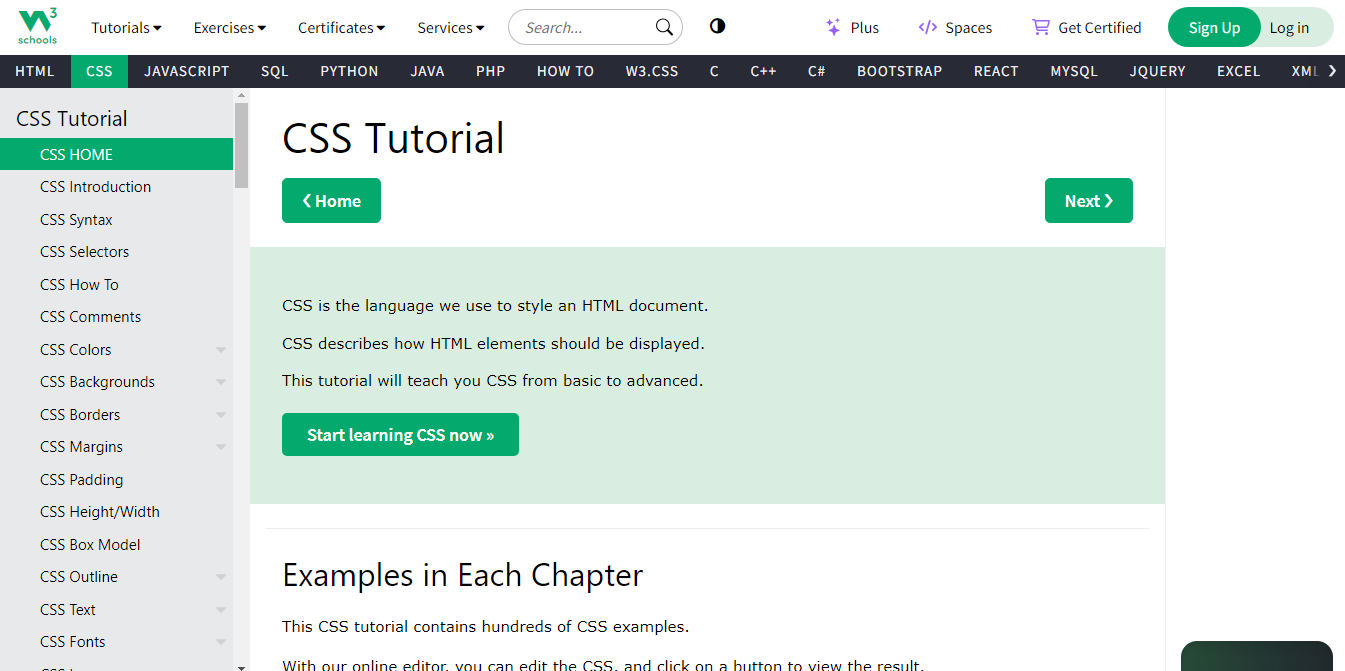 W3 schools
Tutorials Exercises Certificates Services Search... Plus Spaces Get Certified Sign Up Log in
HTML CSS JAVASCRIPT SQL PYTHON JAVA PHP HOW TO W3.CSS C C++ C# BOOTSTRAP REACT MYSQL JQUERY EXCEL XML
CSS Tutorial
CSS HOME
CSS Introduction
CSS Syntax
CSS Selectors
CSS How To
CSS Comments
CSS Colors
CSS Backgrounds
CSS Borders
CSS Margins
CSS Padding
CSS Height/Width
CSS Box Model
CSS Outline
CSS Text
CSS Fonts
CSS Tutorial
❮ Home
Next ❯
CSS is the language we use to style an HTML document.
CSS describes how HTML elements should be displayed.
This tutorial will teach you CSS from basic to advanced.
Start learning CSS now »
Examples in Each Chapter
This CSS tutorial contains hundreds of CSS examples.
With our online editor, you can edit the CSS, and click on a button to view the result.